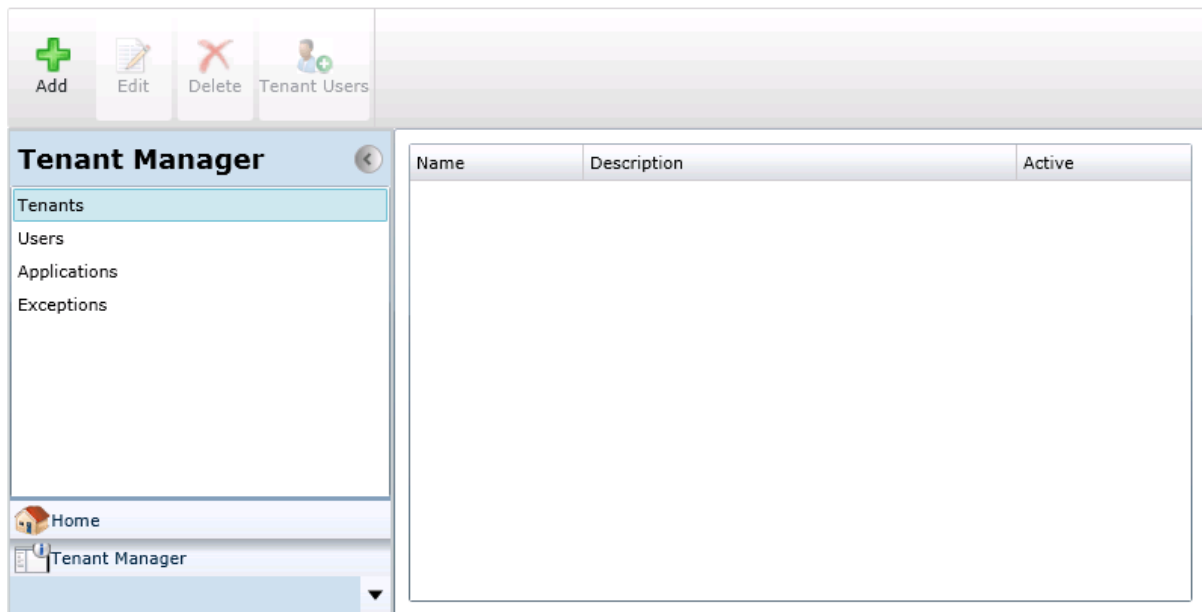 Add Edit Delete Tenant Users
Tenant Manager
Tenants
Users
Applications
Exceptions
Home
Tenant Manager
Name Description Active